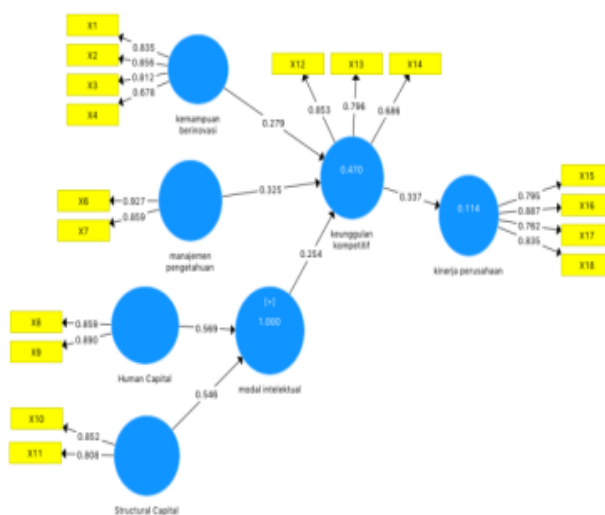 X1
X2
X3
X4
0.835
0.856
0.812
0.678
kemampuan
berinovasi
X12
X13
X14
0.853
0.796
0.686
0.279
X6
X7
0.927
0.859
manajemen
pengetahuan
0.325
0.470
keunggulan
kompetitif
0.337
0.114
kinerja perusahaan
X15
X16
X17
X18
0.795
0.887
0.762
0.835
0.254
X8
X9
0.859
0.890
Human Capital
0.569
[+]
1.000
modal intelektual
0.546
X10
X11
0.852
0.808
Structural Capital